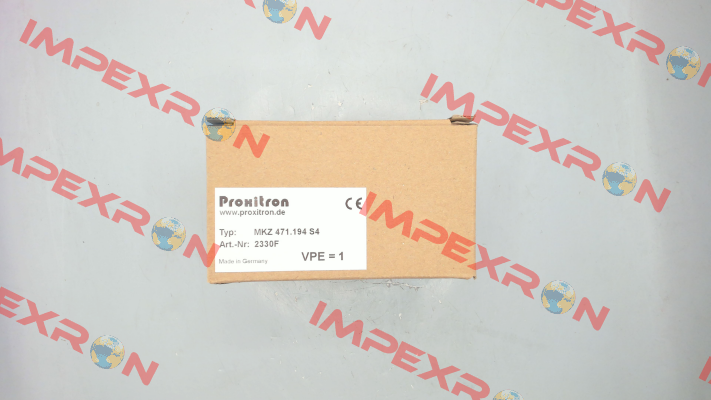 IMPEXRON
IMPEXRON
IMPEXRON
IMPEXRON
Proxitron
www.proxitron.de
CE
Typ: MKZ 471.194 S4
Art.-Nr: 2330F
Made in Germany
VPE = 1
IMPEXRON
IMPEXRON
IMPEXRON